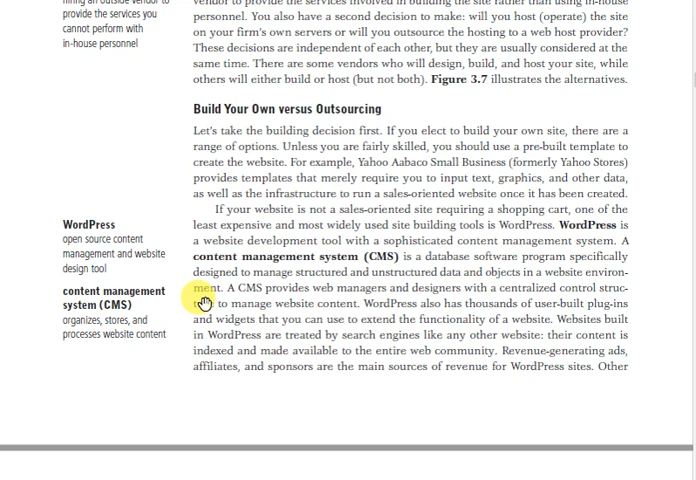 hiring an outside vendor to
provide the services you
cannot perform with
in-house personnel
vendor to provide the services involved in building the site rather than using in-house
personnel. You also have a second decision to make: will you host (operate) the site
on your firm's own servers or will you outsource the hosting to a web host provider?
These decisions are independent of each other, but they are usually considered at the
same time. There are some vendors who will design, build, and host your site, while
others will either build or host (but not both). Figure 3.7 illustrates the alternatives.
Build Your Own versus Outsourcing
Let's take the building decision first. If you elect to build your own site, there are a
range of options. Unless you are fairly skilled, you should use a pre-built template to
create the website. For example, Yahoo Aabaco Small Business (formerly Yahoo Stores)
provides templates that merely require you to input text, graphics, and other data,
as well as the infrastructure to run a sales-oriented website once it has been created.
If your website is not a sales-oriented site requiring a shopping cart, one of the
least expensive and most widely used site building tools is WordPress. WordPress is
a website development tool with a sophisticated content management system. A
content management system (CMS) is a database software program specifically
designed to manage structured and unstructured data and objects in a website environ-
ment. A CMS provides web managers and designers with a centralized control struc-
to manage website content. WordPress also has thousands of user-built plug-ins
and widgets that you can use to extend the functionality of a website. Websites built
in WordPress are treated by search engines like any other website: their content is
indexed and made available to the entire web community. Revenue-generating ads,
affiliates, and sponsors are the main sources of revenue for WordPress sites. Other
WordPress
open source content
management and website
design tool
content management
system (CMS)
organizes, stores, and
processes website content